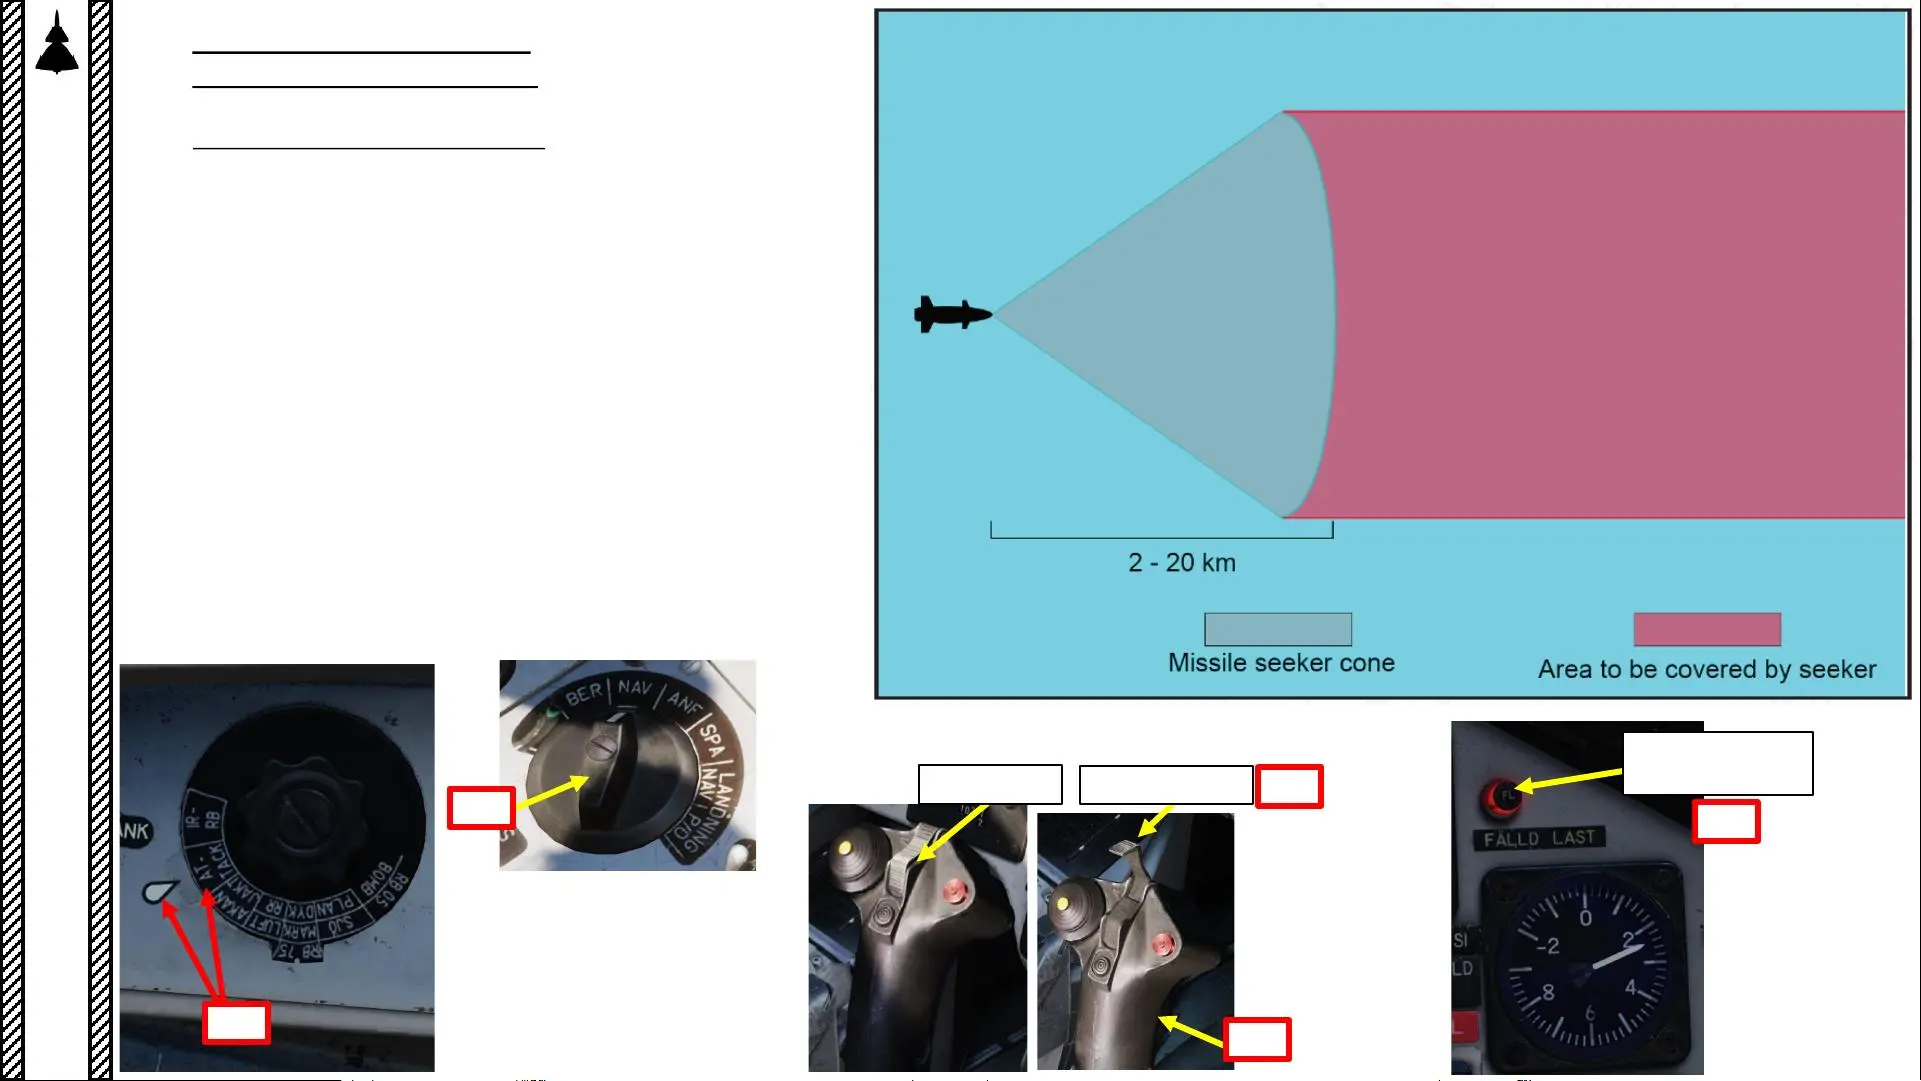 2 - 20 km
Missile seeker cone
Area to be covered by seeker
BER
NAV
ANF
SPA
LANDNING
NAV
P/O
IR-
RB
ANK
A1-
ATTACK
AKAN
JAKT
LUFT
RR
MARK
PLAN
DYK
SJÖ
RB 75/
BOMB
RB 05
FL
FÄLLD LAST
SI
LD
L
0
2
-2
4
6
8